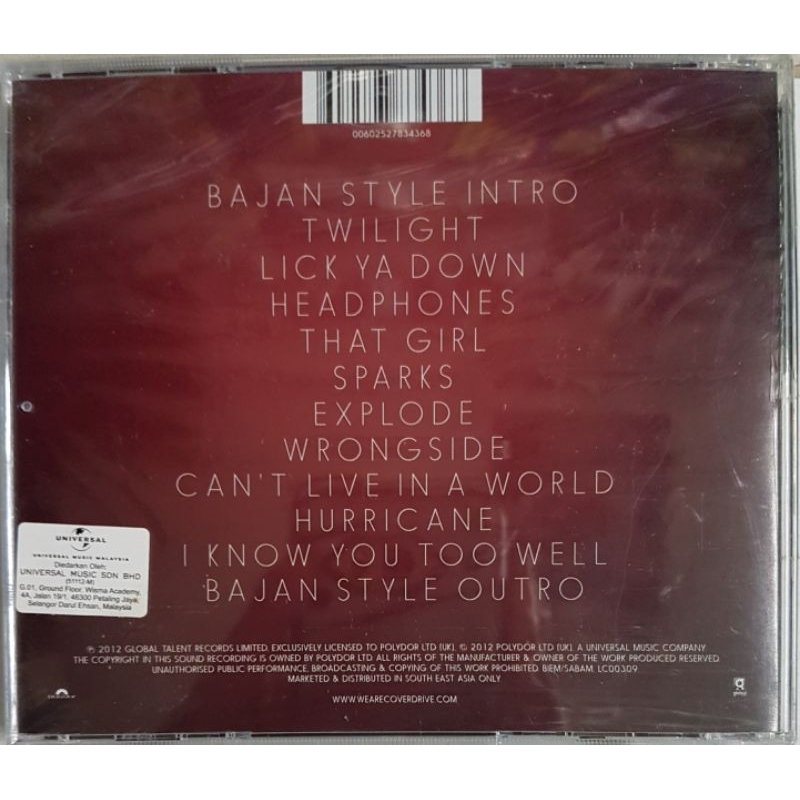 00602527834368
BAJAN STYLE INTRO
TWILIGHT
LICK YA DOWN
HEADPHONES
THAT GIRL
SPARKS
EXPLODE
WRONGSIDE
CAN'T LIVE IN A WORLD
HURRICANE
I KNOW YOU TOO WELL
BAJAN STYLE OUTRO
UNIVERSAL
UNIVERSAL MUSIC MALAYSIA
Diedarkan Oleh:
UNIVERSAL MUSIC SDN BHD
(51112-M)
G.01, Ground Floor, Wisma Academy,
4A, Jalan 19/1, 46300 Petaling Jaya,
Selangor Darul Ehsan, Malaysia
℗ 2012 GLOBAL TALENT RECORDS LIMITED. EXCLUSIVELY LICENSED TO POLYDOR LTD (UK). © 2012 POLYDOR LTD (UK). A UNIVERSAL MUSIC COMPANY
THE COPYRIGHT IN THIS SOUND RECORDING IS OWNED BY POLYDOR LTD. ALL RIGHTS OF THE MANUFACTURER & OWNER OF THE WORK PRODUCED RESERVED.
UNAUTHORISED PUBLIC PERFORMANCE, BROADCASTING & COPYING OF THIS WORK PROHIBITED. BIEM/SABAM. LC00309.
MARKETED & DISTRIBUTED IN SOUTH EAST ASIA ONLY
WWW.WEARECOVERDRIVE.COM